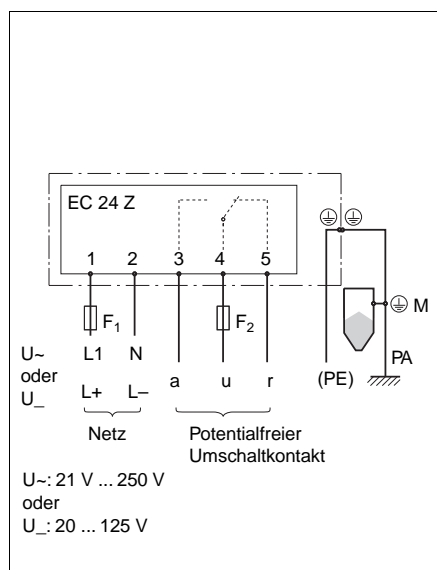 EC 24 Z
1 2 3 4 5
F1 F2
M
U~ L1 N
oder
a u r (PE) PA
U_ L+ L–
Netz
Potentialfreier
Umschaltkontakt
U~: 21 V ... 250 V
oder
U_: 20 ... 125 V